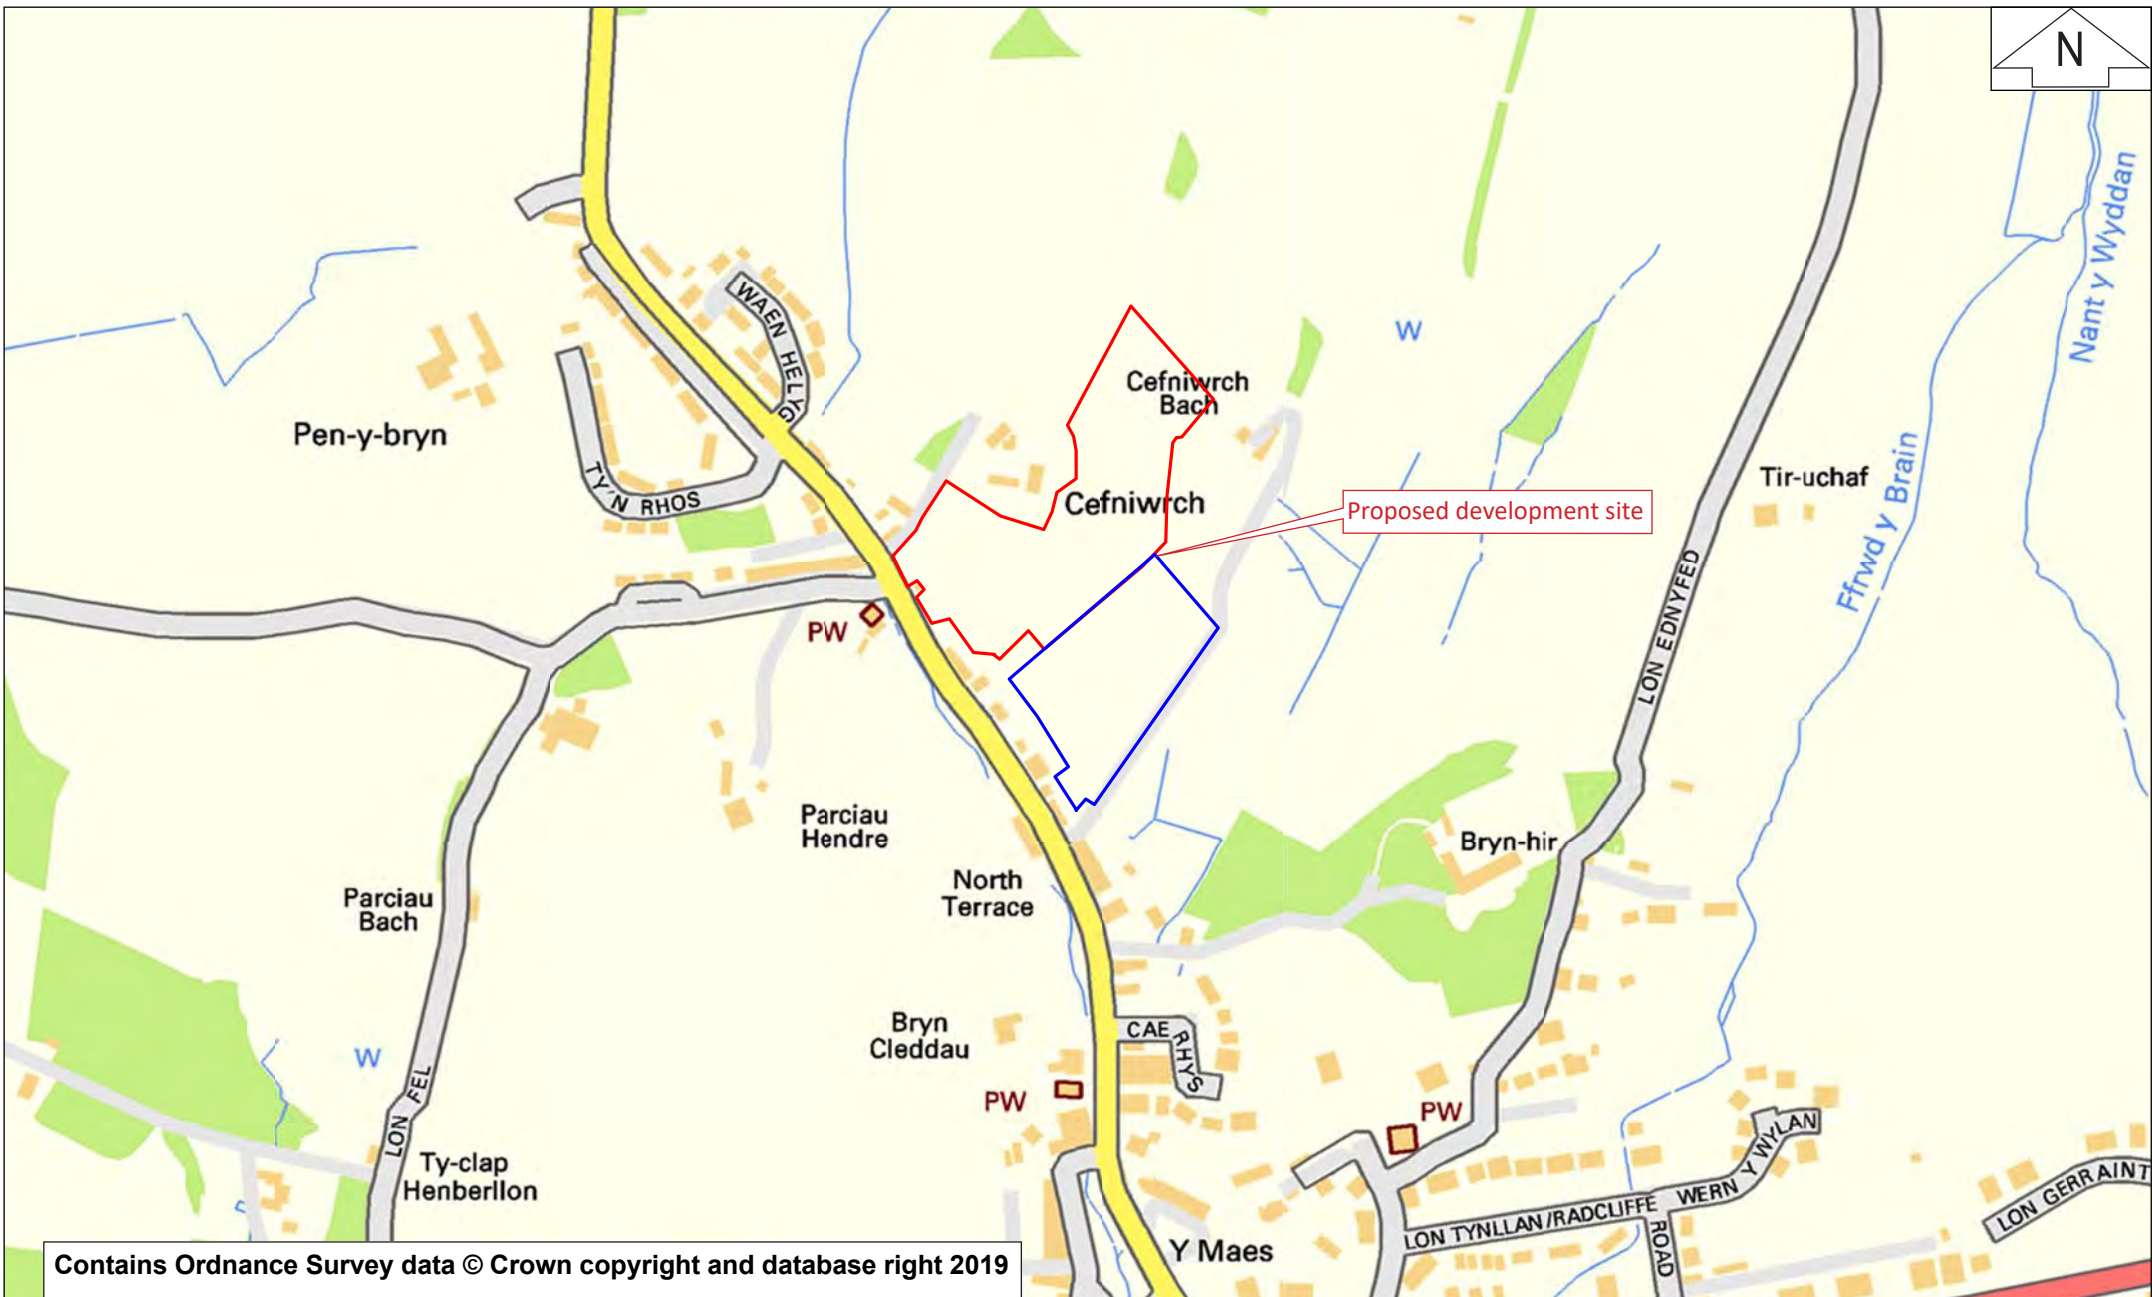 N
Nant y Wyddan
WAEN HELYG
W
Cefniwrch
Bach
Pen-y-bryn
TY'N RHOS
Cefniwrch
Tir-uchaf
Proposed development site
Ffrwd y Brain
LON EDNYFED
PW
Parciau
Hendre
Bryn-hir
North
Terrace
Parciau
Bach
Bryn
Cleddau
CAE RHYS
W
LON FEL
PW
PW
Ty-clap
Henberllon
WERN Y WYLAN
LON TYNLLAN/RADCLIFFE
ROAD
LON GERRAINT
Y Maes
Contains Ordnance Survey data © Crown copyright and database right 2019